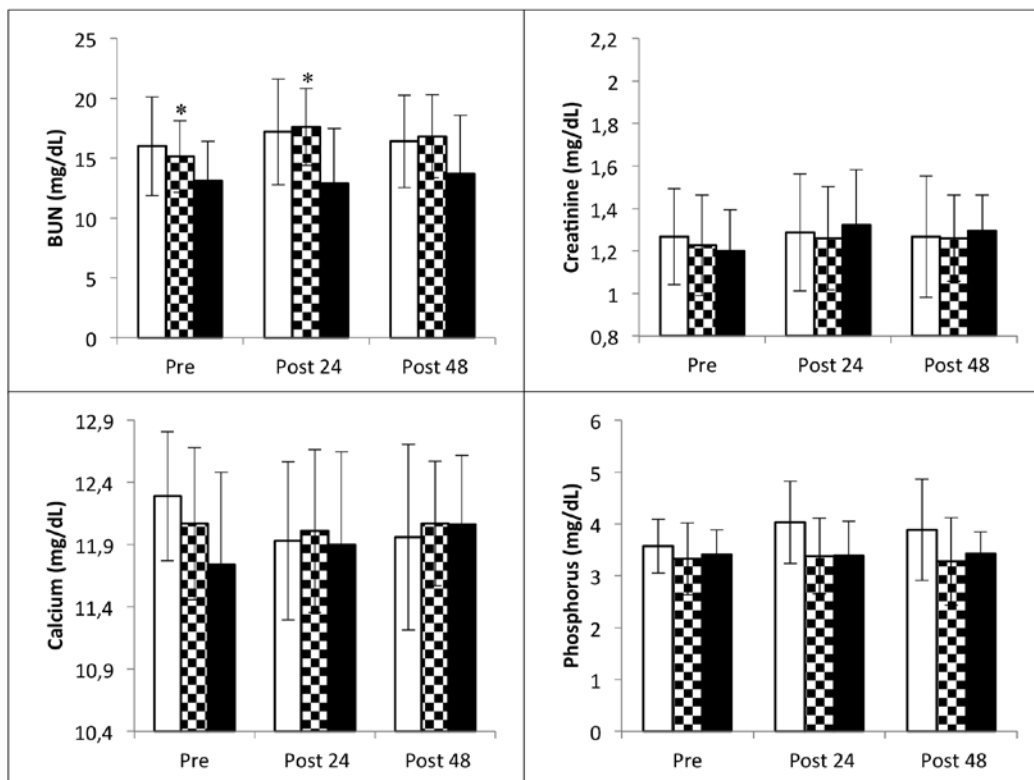 BUN (mg/dL)
25
20
15
10
5
0
*
*
Pre
Post 24
Post 48
Creatinine (mg/dL)
2,2
2
1,8
1,6
1,4
1,2
1
0,8
Pre
Post 24
Post 48
Calcium (mg/dL)
12,9
12,4
11,9
11,4
10,9
10,4
Pre
Post 24
Post 48
Phosphorus (mg/dL)
6
5
4
3
2
1
0
Pre
Post 24
Post 48